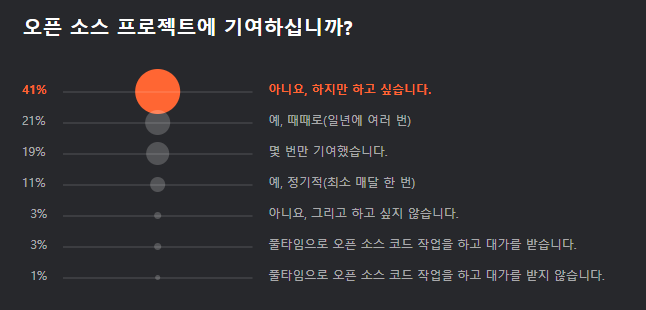 오픈 소스 프로젝트에 기여하십니까?
41% 아니요, 하지만 하고 싶습니다.
21% 예, 때때로(일년에 여러 번)
19% 몇 번만 기여했습니다.
11% 예, 정기적(최소 매달 한 번)
3% 아니요, 그리고 하고 싶지 않습니다.
3% 풀타임으로 오픈 소스 코드 작업을 하고 대가를 받습니다.
1% 풀타임으로 오픈 소스 코드 작업을 하고 대가를 받지 않습니다.